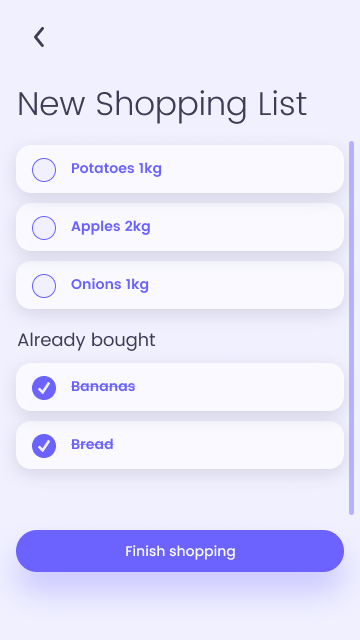 New Shopping List
Potatoes 1kg
Apples 2kg
Onions 1kg
Already bought
Bananas
Bread
Finish shopping